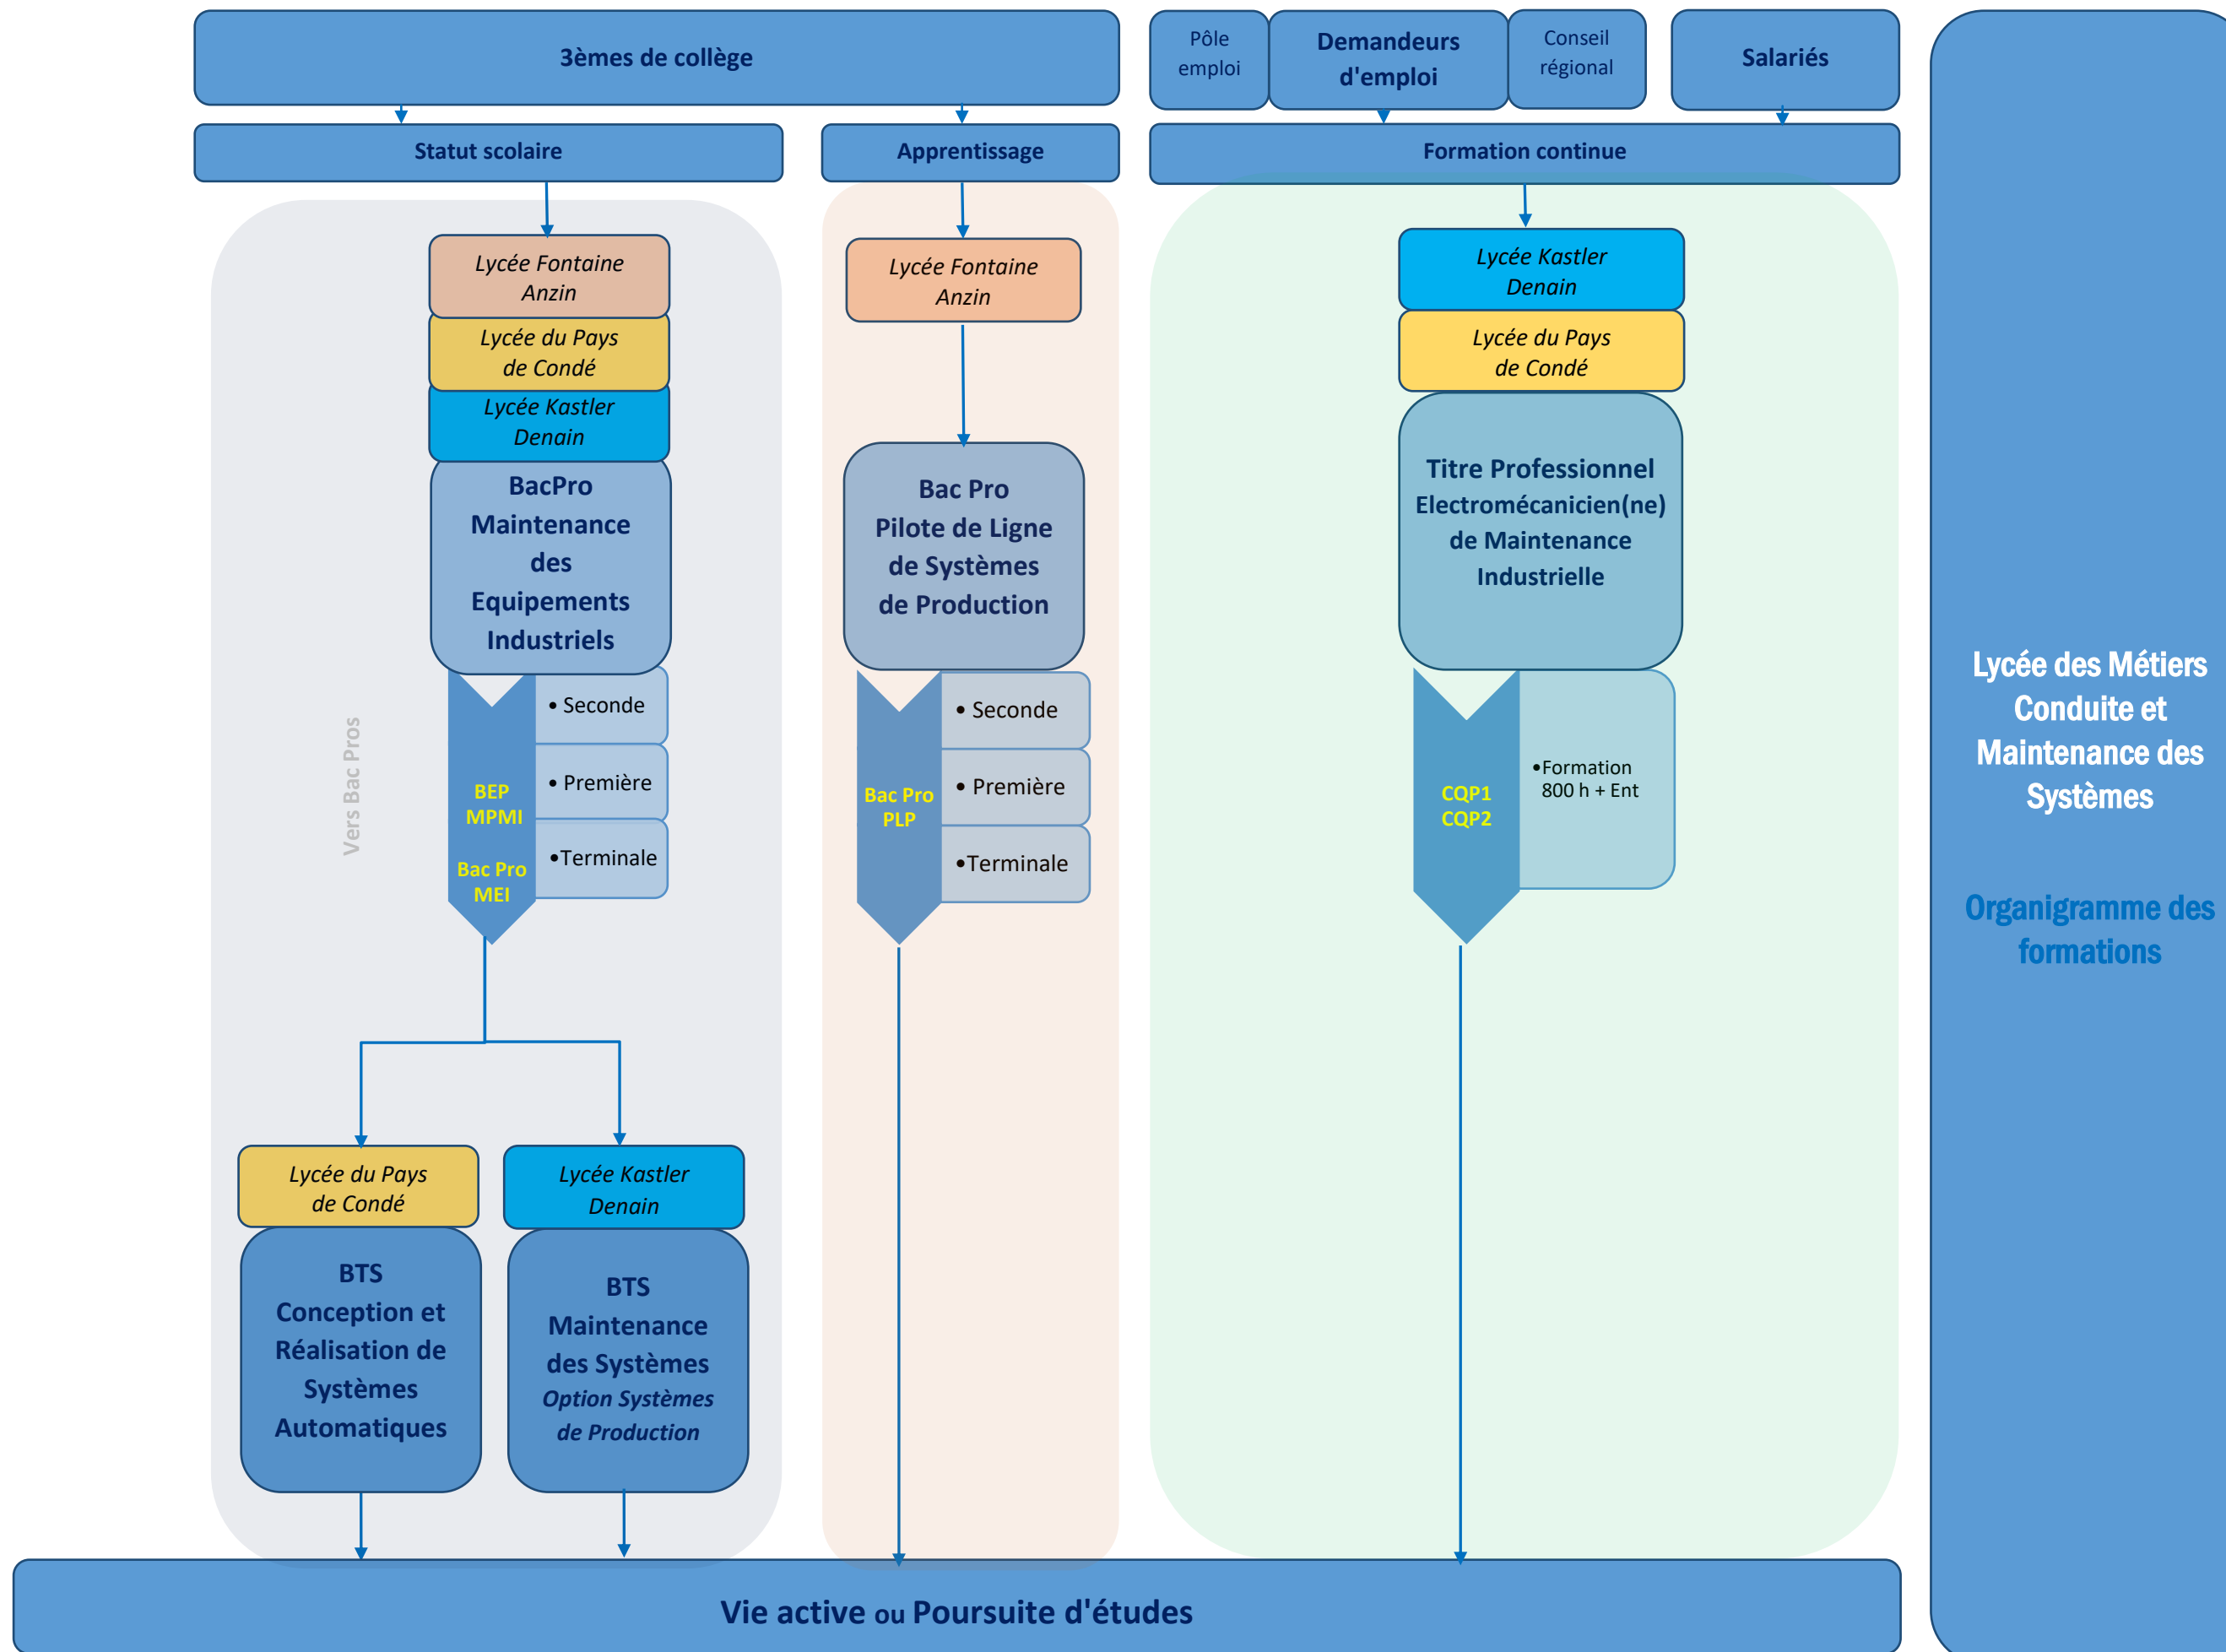 3èmes de collège
Pôle
emploi
Demandeurs
d'emploi
Conseil
régional
Salariés
Statut scolaire
Apprentissage
Formation continue
Lycée Fontaine
Anzin
Lycée du Pays
de Condé
Lycée Kastler
Denain
BacPro
Maintenance
des
Equipements
Industriels
Vers Bac Pros
BEP
MPMI
Bac Pro
MEI
• Seconde
• Première
•Terminale
Lycée du Pays
de Condé
BTS
Conception et
Réalisation de
Systèmes
Automatiques
Lycée Kastler
Denain
BTS
Maintenance
des Systèmes
Option Systèmes
de Production
Lycée Fontaine
Anzin
Bac Pro
Pilote de Ligne
de Systèmes
de Production
Bac Pro
PLP
• Seconde
• Première
•Terminale
Lycée Kastler
Denain
Lycée du Pays
de Condé
Titre Professionnel
Electromécanicien(ne)
de Maintenance
Industrielle
CQP1
CQP2
•Formation
800 h + Ent
Vie active ou Poursuite d'études
Lycée des Métiers
Conduite et
Maintenance des
Systèmes
Organigramme des
formations